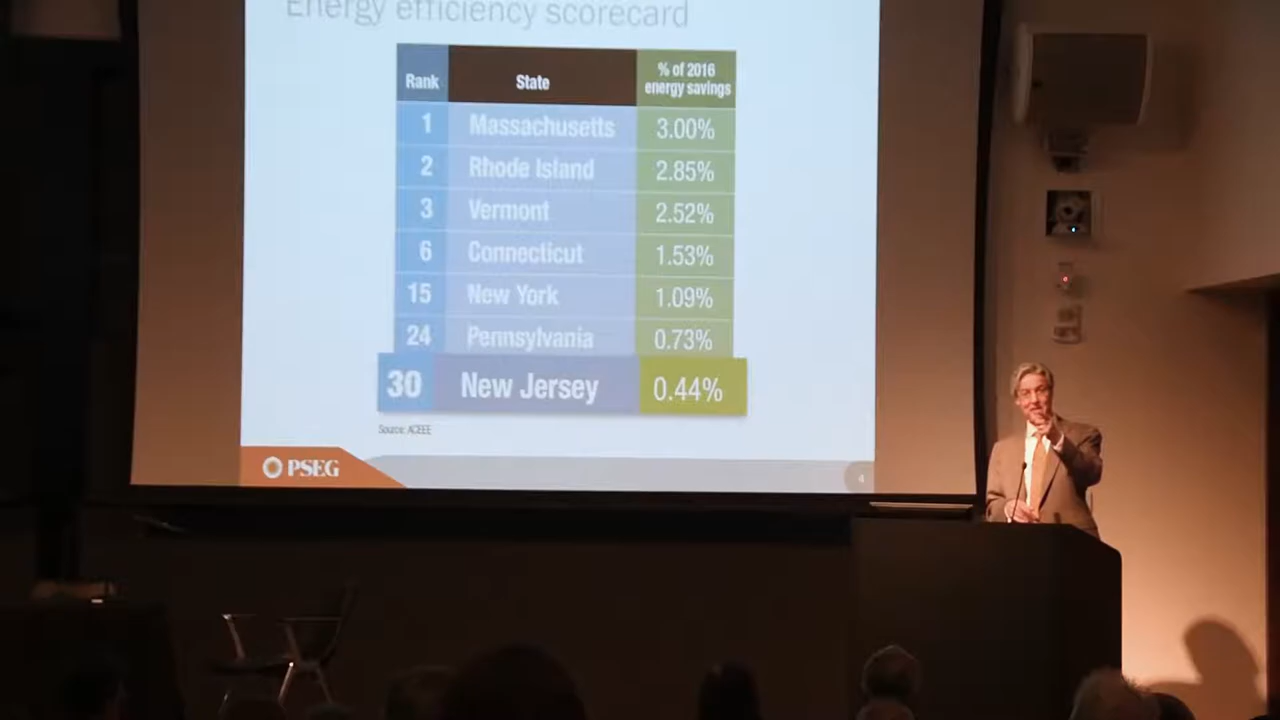 Energy efficiency scorecard
Rank State % of 2016
energy savings
1 Massachusetts 3.00%
2 Rhode Island 2.85%
3 Vermont 2.52%
6 Connecticut 1.53%
15 New York 1.09%
24 Pennsylvania 0.73%
30 New Jersey 0.44%
Source: ACEEE
PSEG
4